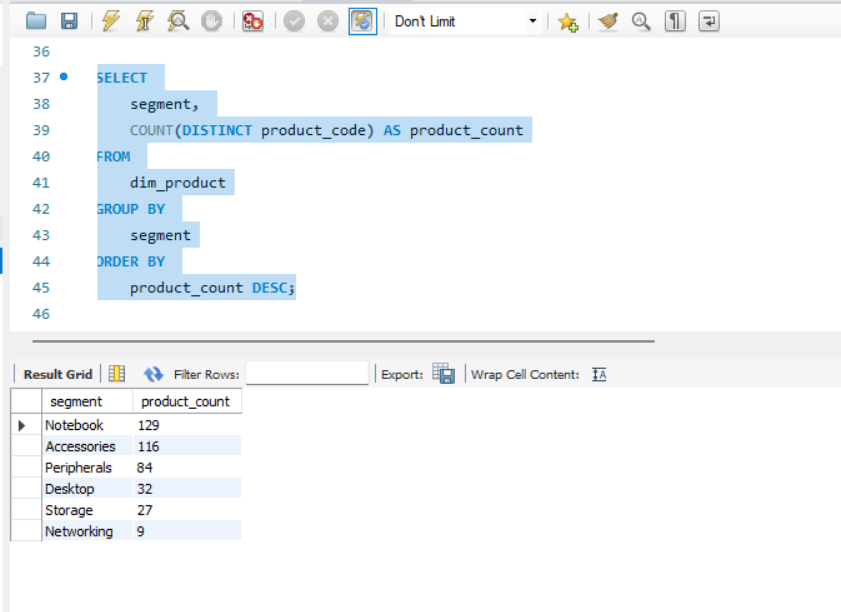 Don't Limit
36
37 SELECT
38 segment,
39 COUNT(DISTINCT product_code) AS product_count
40 FROM
41 dim_product
42 GROUP BY
43 segment
44 ORDER BY
45 product_count DESC;
46
Result Grid Filter Rows: Export: Wrap Cell Content:
segment product_count
Notebook 129
Accessories 116
Peripherals 84
Desktop 32
Storage 27
Networking 9